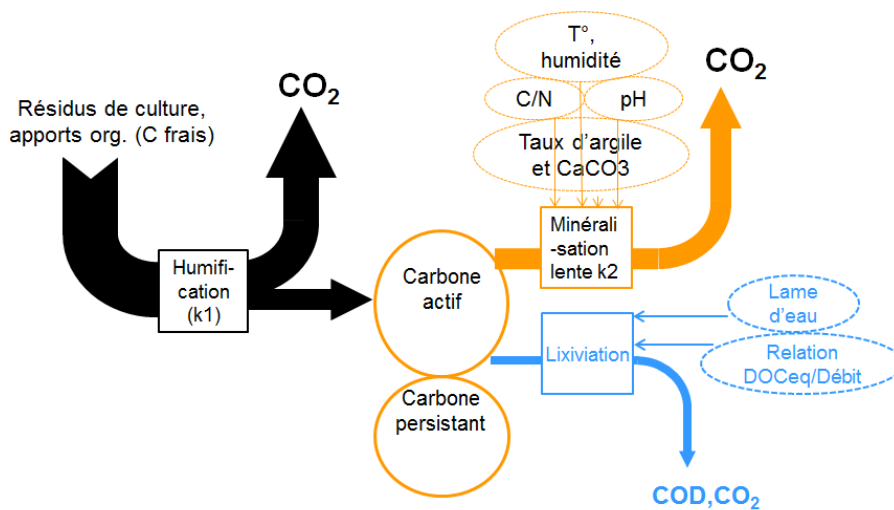 Résidus de culture,
apports org. (C frais)
CO2
Humifi-
cation
(k1)
T°,
humidité
C/N
pH
Taux d'argile
et CaCO3
CO2
Carbone
actif
Minérali
-sation
lente k2
Carbone
persistant
Lixiviation
Lame
d'eau
Relation
DOCeq/Débit
COD,CO2